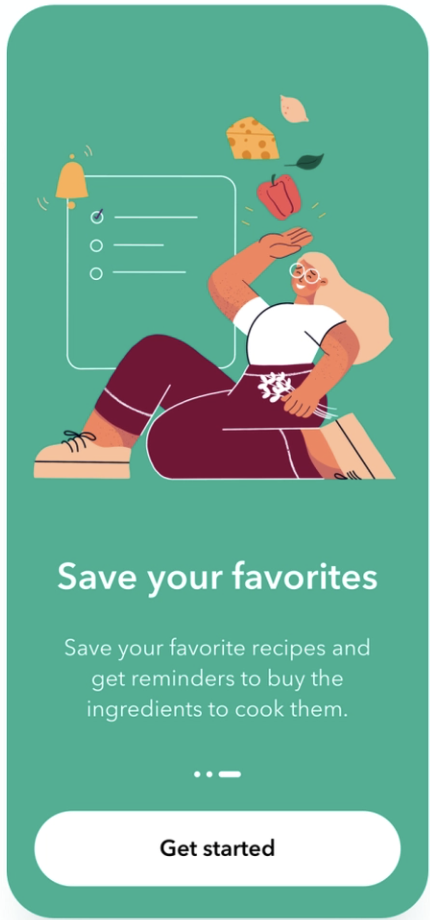 Save your favorites
Save your favorite recipes and
get reminders to buy the
ingredients to cook them.
Get started